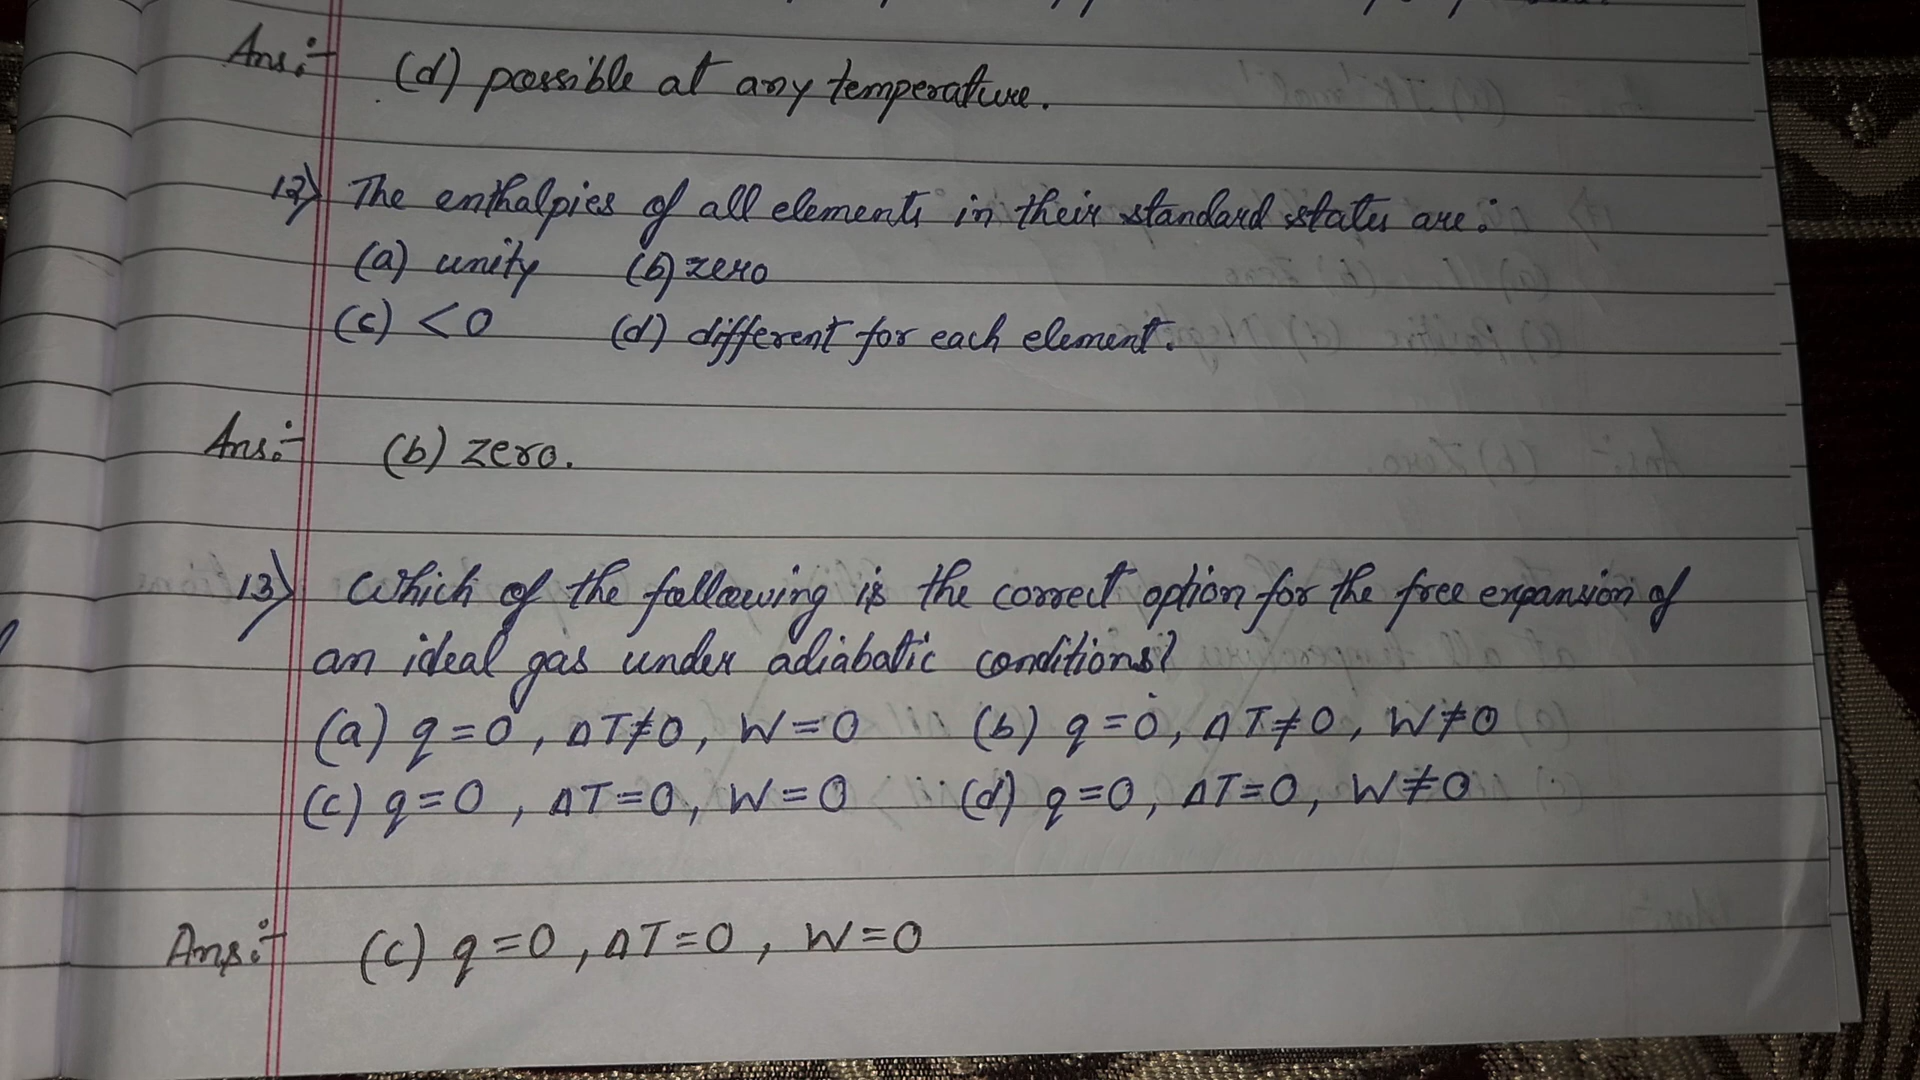 Ans:- (d) possible at any temperature.
12) The enthalpies of all elements in their standard states are:
(a) unity (b) zero
(c) <0 (d) different for each element.
Ans:- (b) zero.
13) Which of the following is the correct option for the free expansion of
an ideal gas under adiabatic conditions?
(a) q=0, ΔT≠0, W=0 (b) q=0, ΔT≠0, W≠0
(c) q=0, ΔT=0, W=0 (d) q=0, ΔT=0, W≠0
Ans:- (c) q=0, ΔT=0, W=0